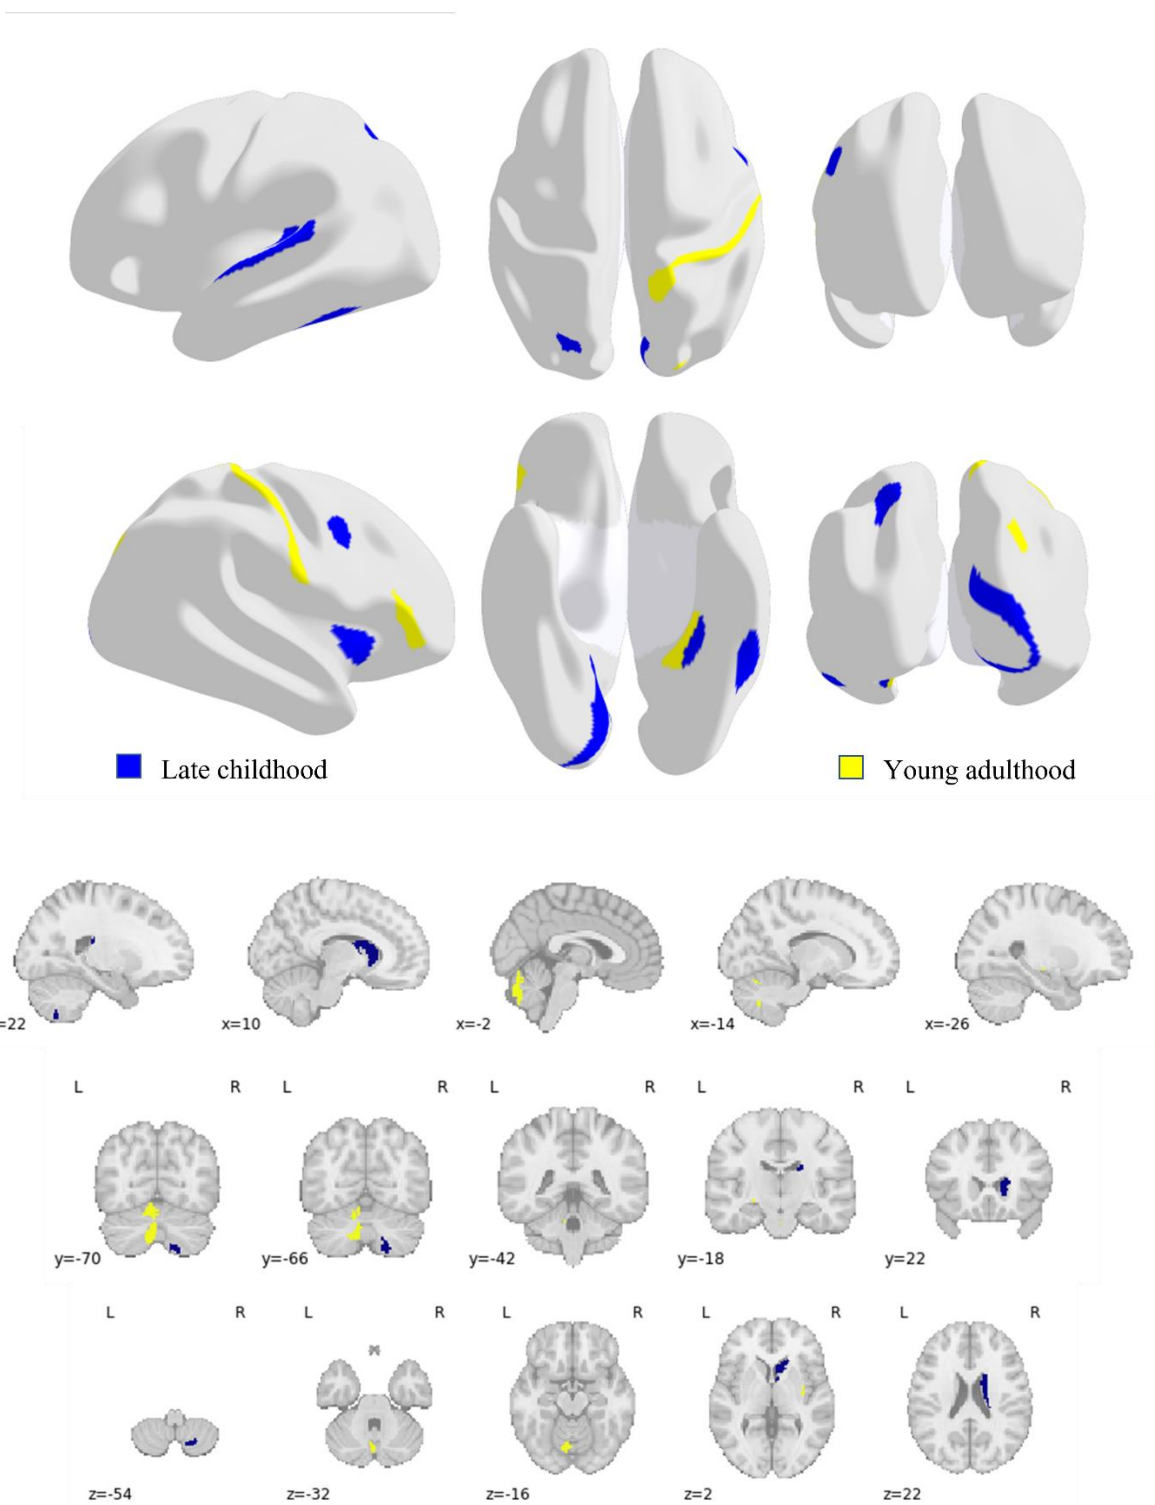 Late childhood
Young adulthood
=22
x=10
x=-2
x=-14
x=-26
L R L R L R L R L R
y=-70
y=-66
y=-42
y=-18
y=22
L R L R L R L R L R
z=-54
z=-32
z=-16
z=2
z=22